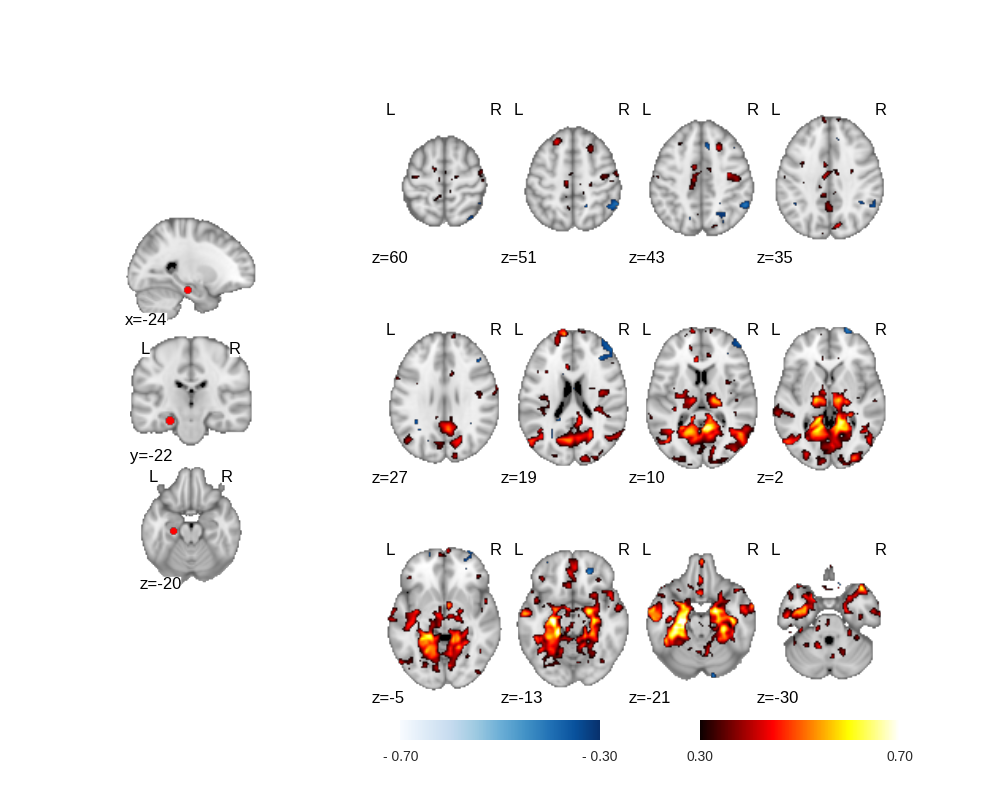 L R L R L R L R
z=60 z=51 z=43 z=35
x=-24
L R
y=-22
L R
z=-20
L R L R L R L R
z=27 z=19 z=10 z=2
L R L R L R L R
z=-5 z=-13 z=-21 z=-30
- 0.70 - 0.30 0.30 0.70